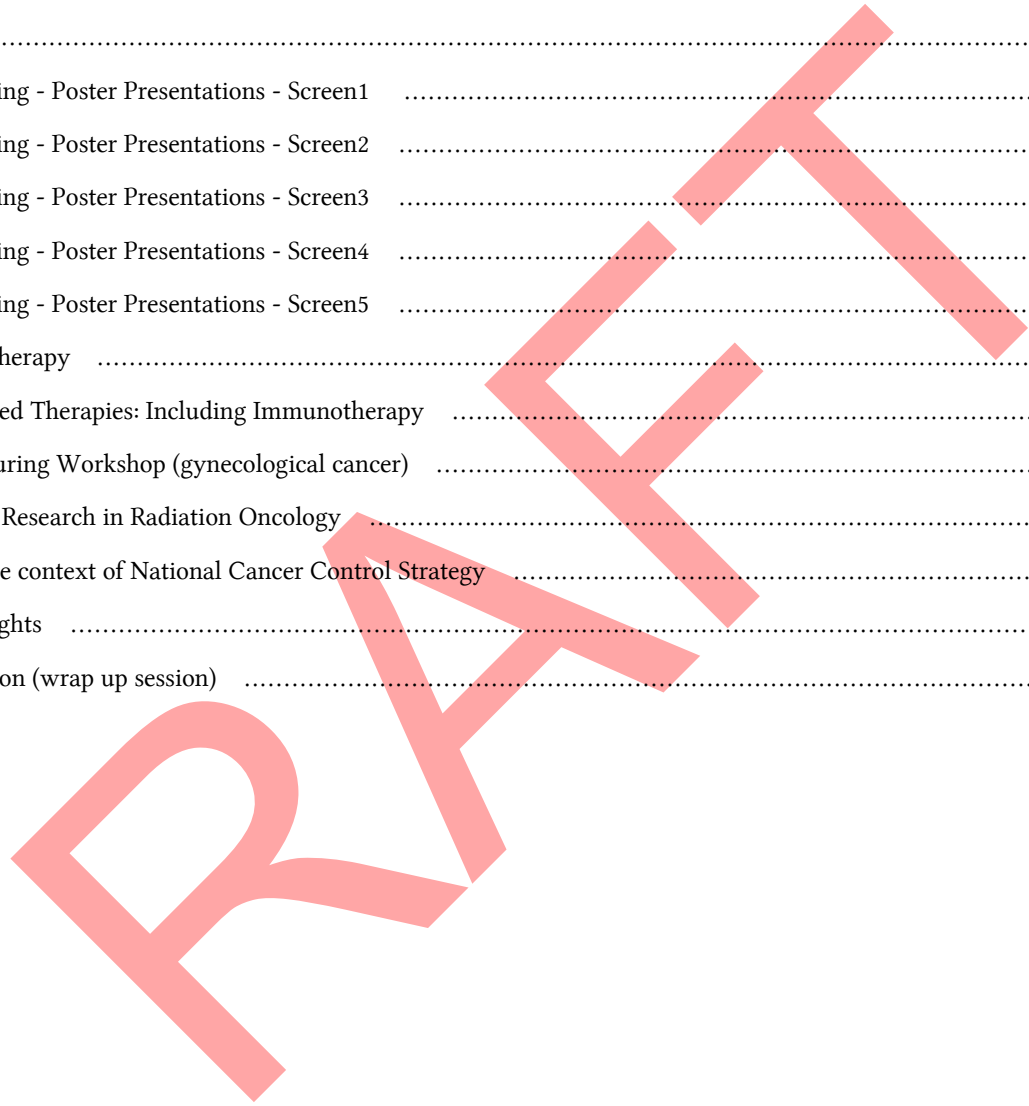 ........................................................................................................
ing - Poster Presentations - Screen1 ........................................................................................................
ing - Poster Presentations - Screen2 ........................................................................................................
ing - Poster Presentations - Screen3 ........................................................................................................
ing - Poster Presentations - Screen4 ........................................................................................................
ing - Poster Presentations - Screen5 ........................................................................................................
herapy ........................................................................................................
ed Therapies: Including Immunotherapy ........................................................................................................
uring Workshop (gynecological cancer) ........................................................................................................
Research in Radiation Oncology ........................................................................................................
e context of National Cancer Control Strategy ........................................................................................................
ghts ........................................................................................................
on (wrap up session) ........................................................................................................
RAFT